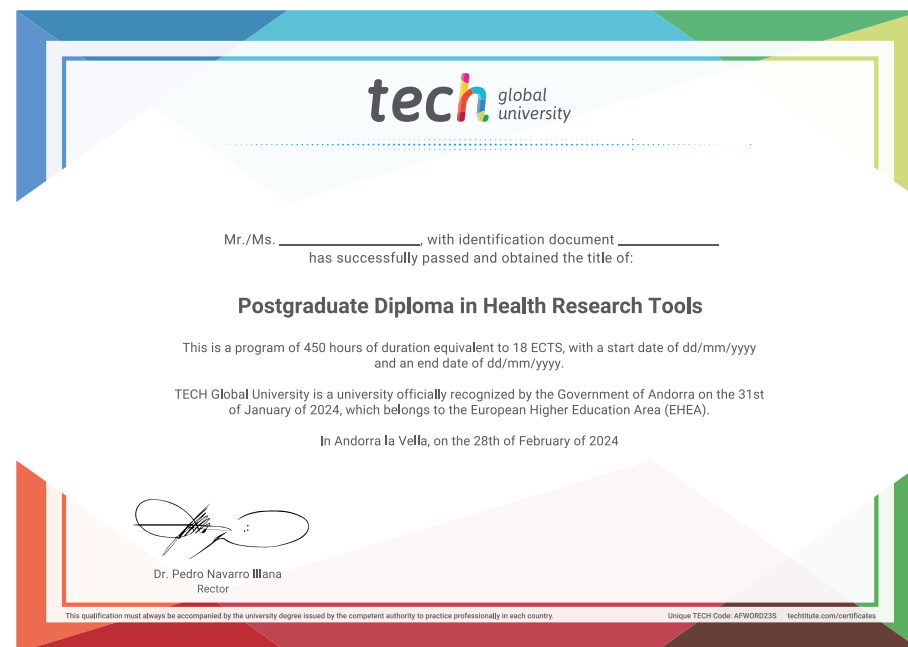 tech global university
Mr./Ms. ____________________, with identification document ______________
has successfully passed and obtained the title of:
Postgraduate Diploma in Health Research Tools
This is a program of 450 hours of duration equivalent to 18 ECTS, with a start date of dd/mm/yyyy
and an end date of dd/mm/yyyy.
TECH Global University is a university officially recognized by the Government of Andorra on the 31st
of January of 2024, which belongs to the European Higher Education Area (EHEA).
In Andorra la Vella, on the 28th of February of 2024
Dr. Pedro Navarro Illana
Rector
This qualification must always be accompanied by the university degree issued by the competent authority to practice professionally in each country.
Unique TECH Code: AFWORD23S techtitute.com/certificates